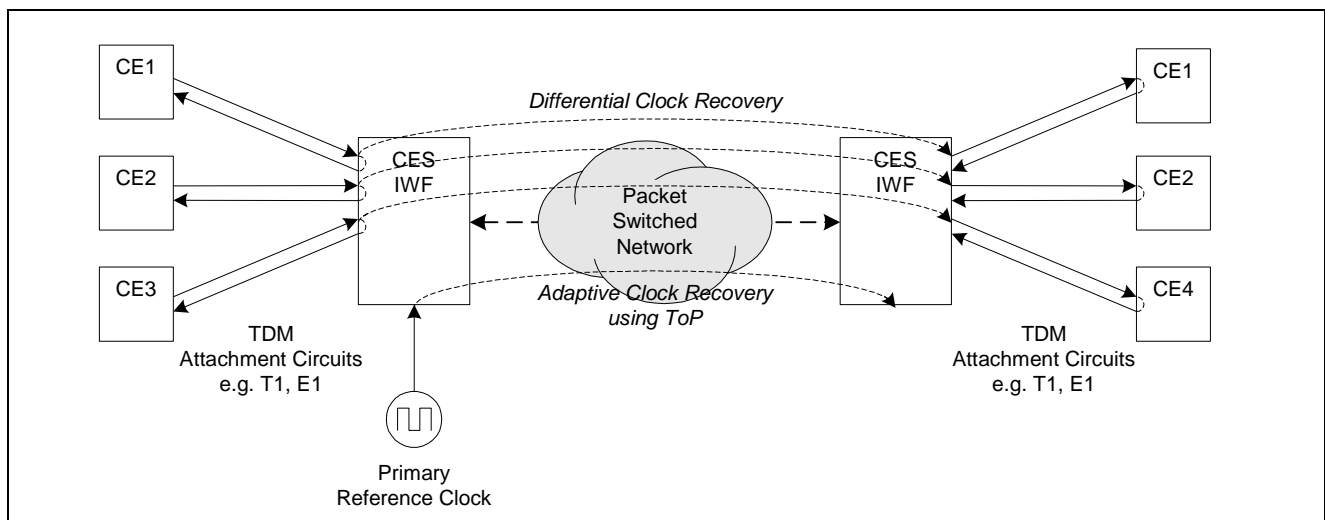 CE1
CE2
CE3
TDM
Attachment Circuits
e.g. T1, E1
CES
IWF
Primary
Reference Clock
Differential Clock Recovery
Packet
Switched
Network
Adaptive Clock Recovery
using ToP
CES
IWF
CE1
CE2
CE4
TDM
Attachment Circuits
e.g. T1, E1